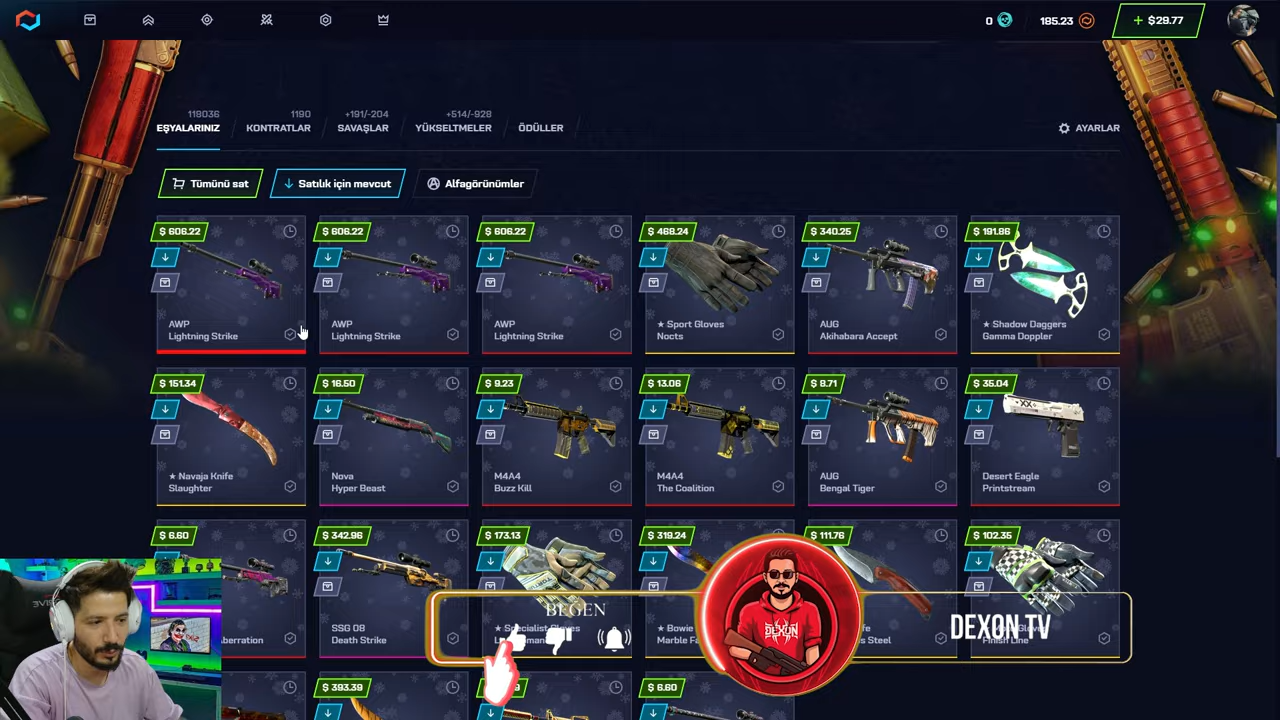 0
185.23
+ $29.77
118036
1190
+191/-204
+514/-928
EŞYALARINIZ
KONTRATLAR
SAVAŞLAR
YÜKSELTMELER
ÖDÜLLER
AYARLAR
Tümünü sat
Satılık için mevcut
Alfagörünümler
$ 606.22
$ 606.22
$ 606.22
$ 468.24
$ 340.25
$ 191.86
AWP
Lightning Strike
AWP
Lightning Strike
AWP
Lightning Strike
★ Sport Gloves
Nocts
AUG
Akihabara Accept
★ Shadow Daggers
Gamma Doppler
$ 151.34
$ 16.50
$ 9.23
$ 13.06
$ 8.71
$ 35.04
★ Navaja Knife
Slaughter
Nova
Hyper Beast
M4A4
Buzz Kill
M4A4
The Coalition
AUG
Bengal Tiger
Desert Eagle
Printstream
$ 6.60
$ 342.96
$ 173.13
$ 319.24
$ 111.76
$ 102.35
SSG 08
Death Strike
★ Bowie
Marble
Steel
Finish Line
BEGEN
DEXON
DEXON TV
$ 393.39
$ 6.60